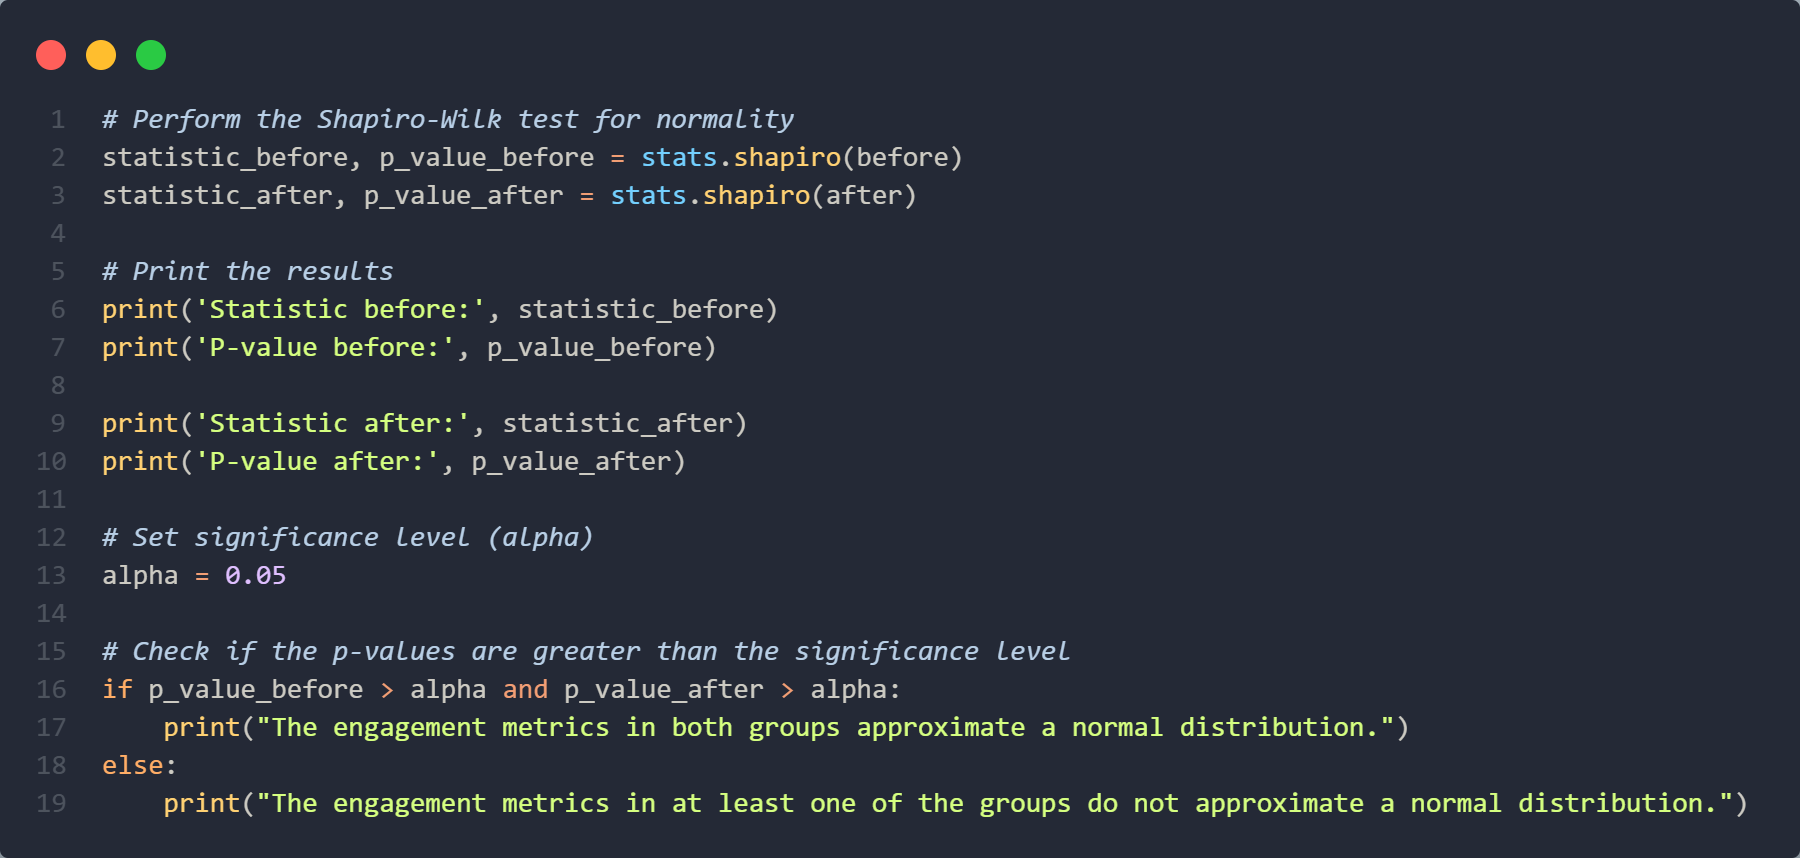 1 # Perform the Shapiro-Wilk test for normality
2 statistic_before, p_value_before = stats.shapiro(before)
3 statistic_after, p_value_after = stats.shapiro(after)
4
5 # Print the results
6 print('Statistic before:', statistic_before)
7 print('P-value before:', p_value_before)
8
9 print('Statistic after:', statistic_after)
10 print('P-value after:', p_value_after)
11
12 # Set significance level (alpha)
13 alpha = 0.05
14
15 # Check if the p-values are greater than the significance level
16 if p_value_before > alpha and p_value_after > alpha:
17     print("The engagement metrics in both groups approximate a normal distribution.")
18 else:
19     print("The engagement metrics in at least one of the groups do not approximate a normal distribution.")